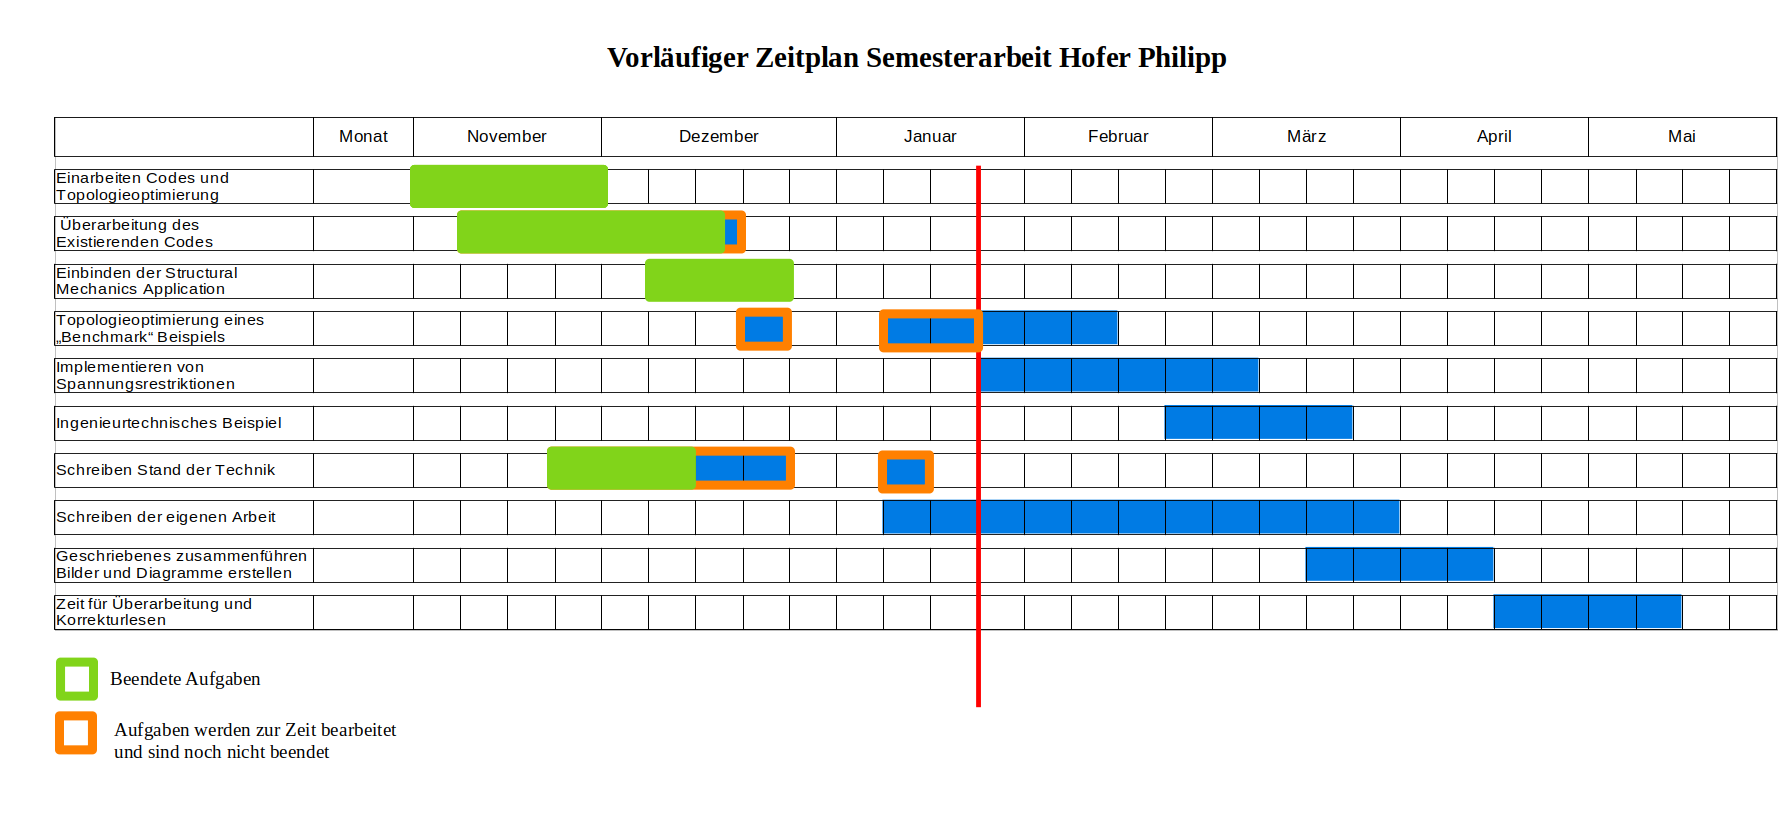 Vorläufiger Zeitplan Semesterarbeit Hofer Philipp
Monat November Dezember Januar Februar März April Mai
Einarbeiten Codes und
Topologieoptimierung
Überarbeitung des
Existierenden Codes
Einbinden der Structural
Mechanics Application
Topologieoptimierung eines
„Benchmark“ Beispiels
Implementieren von
Spannungsrestriktionen
Ingenieurtechnisches Beispiel
Schreiben Stand der Technik
Schreiben der eigenen Arbeit
Geschriebenes zusammenführen
Bilder und Diagramme erstellen
Zeit für Überarbeitung und
Korrekturlesen
Beendete Aufgaben
Aufgaben werden zur Zeit bearbeitet
und sind noch nicht beendet